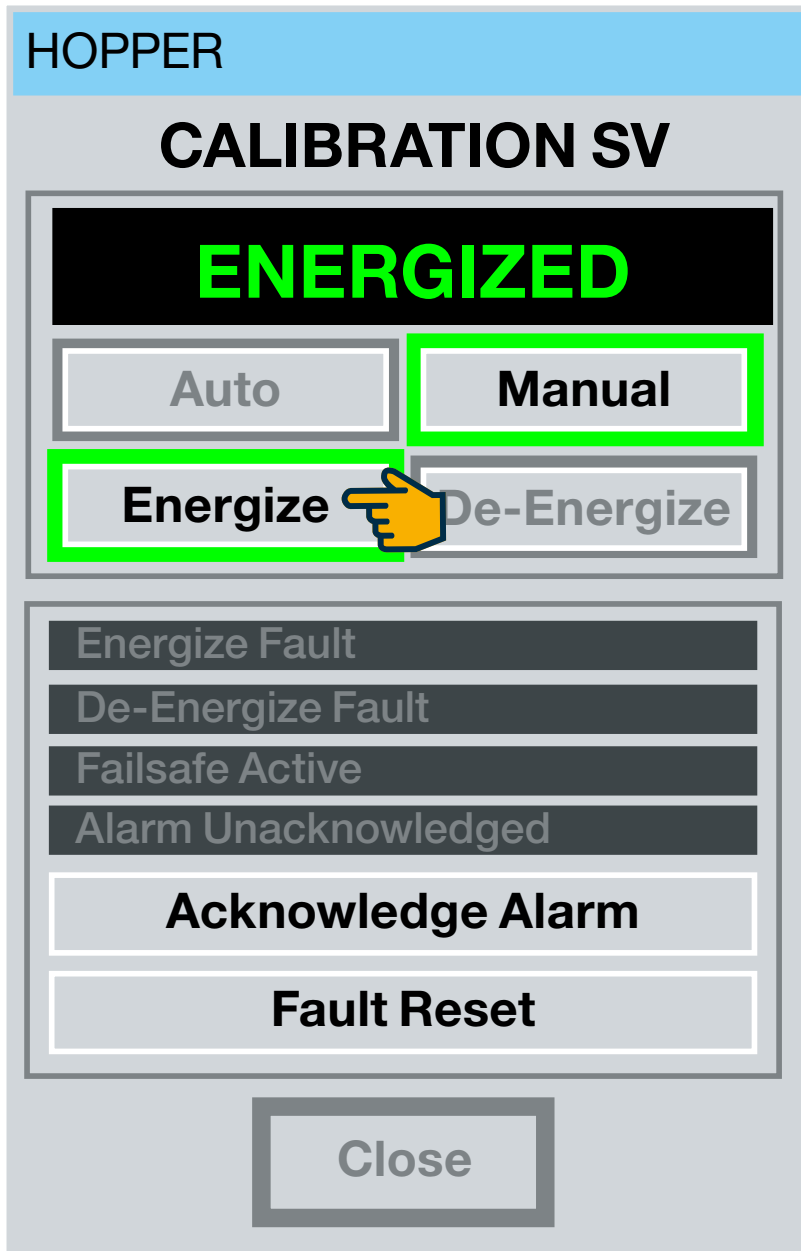 HOPPER
CALIBRATION SV
ENERGIZED
Auto Manual
Energize De-Energize
Energize Fault
De-Energize Fault
Failsafe Active
Alarm Unacknowledged
Acknowledge Alarm
Fault Reset
Close